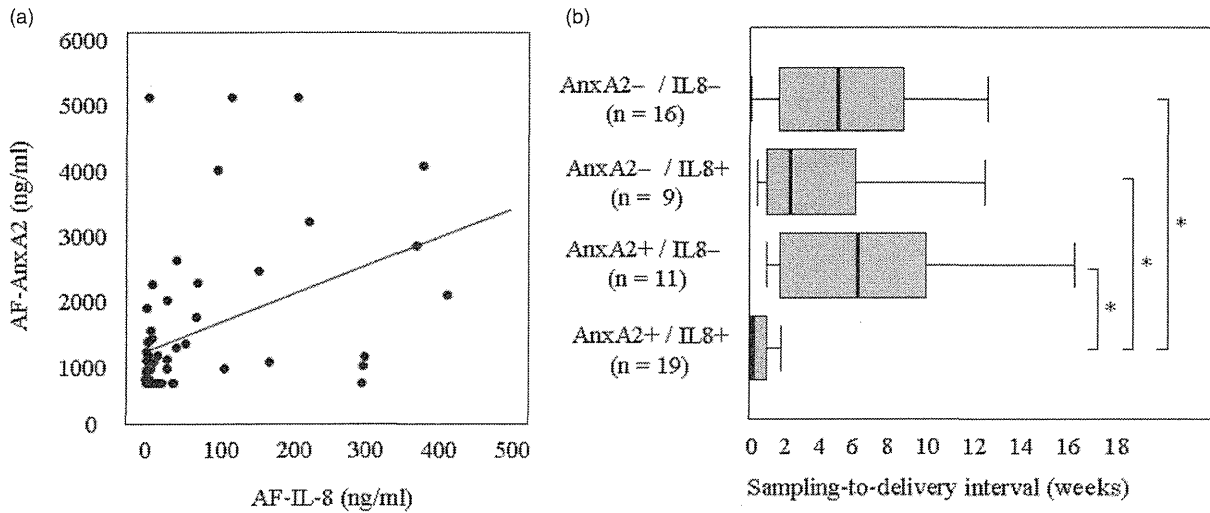 (a)
6000
5000
4000
3000
2000
1000
0
AF-AnxA2 (ng/ml)
0 100 200 300 400 500
AF-IL-8 (ng/ml)
(b)
AnxA2– / IL8–
(n = 16)
AnxA2– / IL8+
(n = 9)
AnxA2+ / IL8–
(n = 11)
AnxA2+ / IL8+
(n = 19)
*
*
*
0 2 4 6 8 10 12 14 16 18
Sampling-to-delivery interval (weeks)